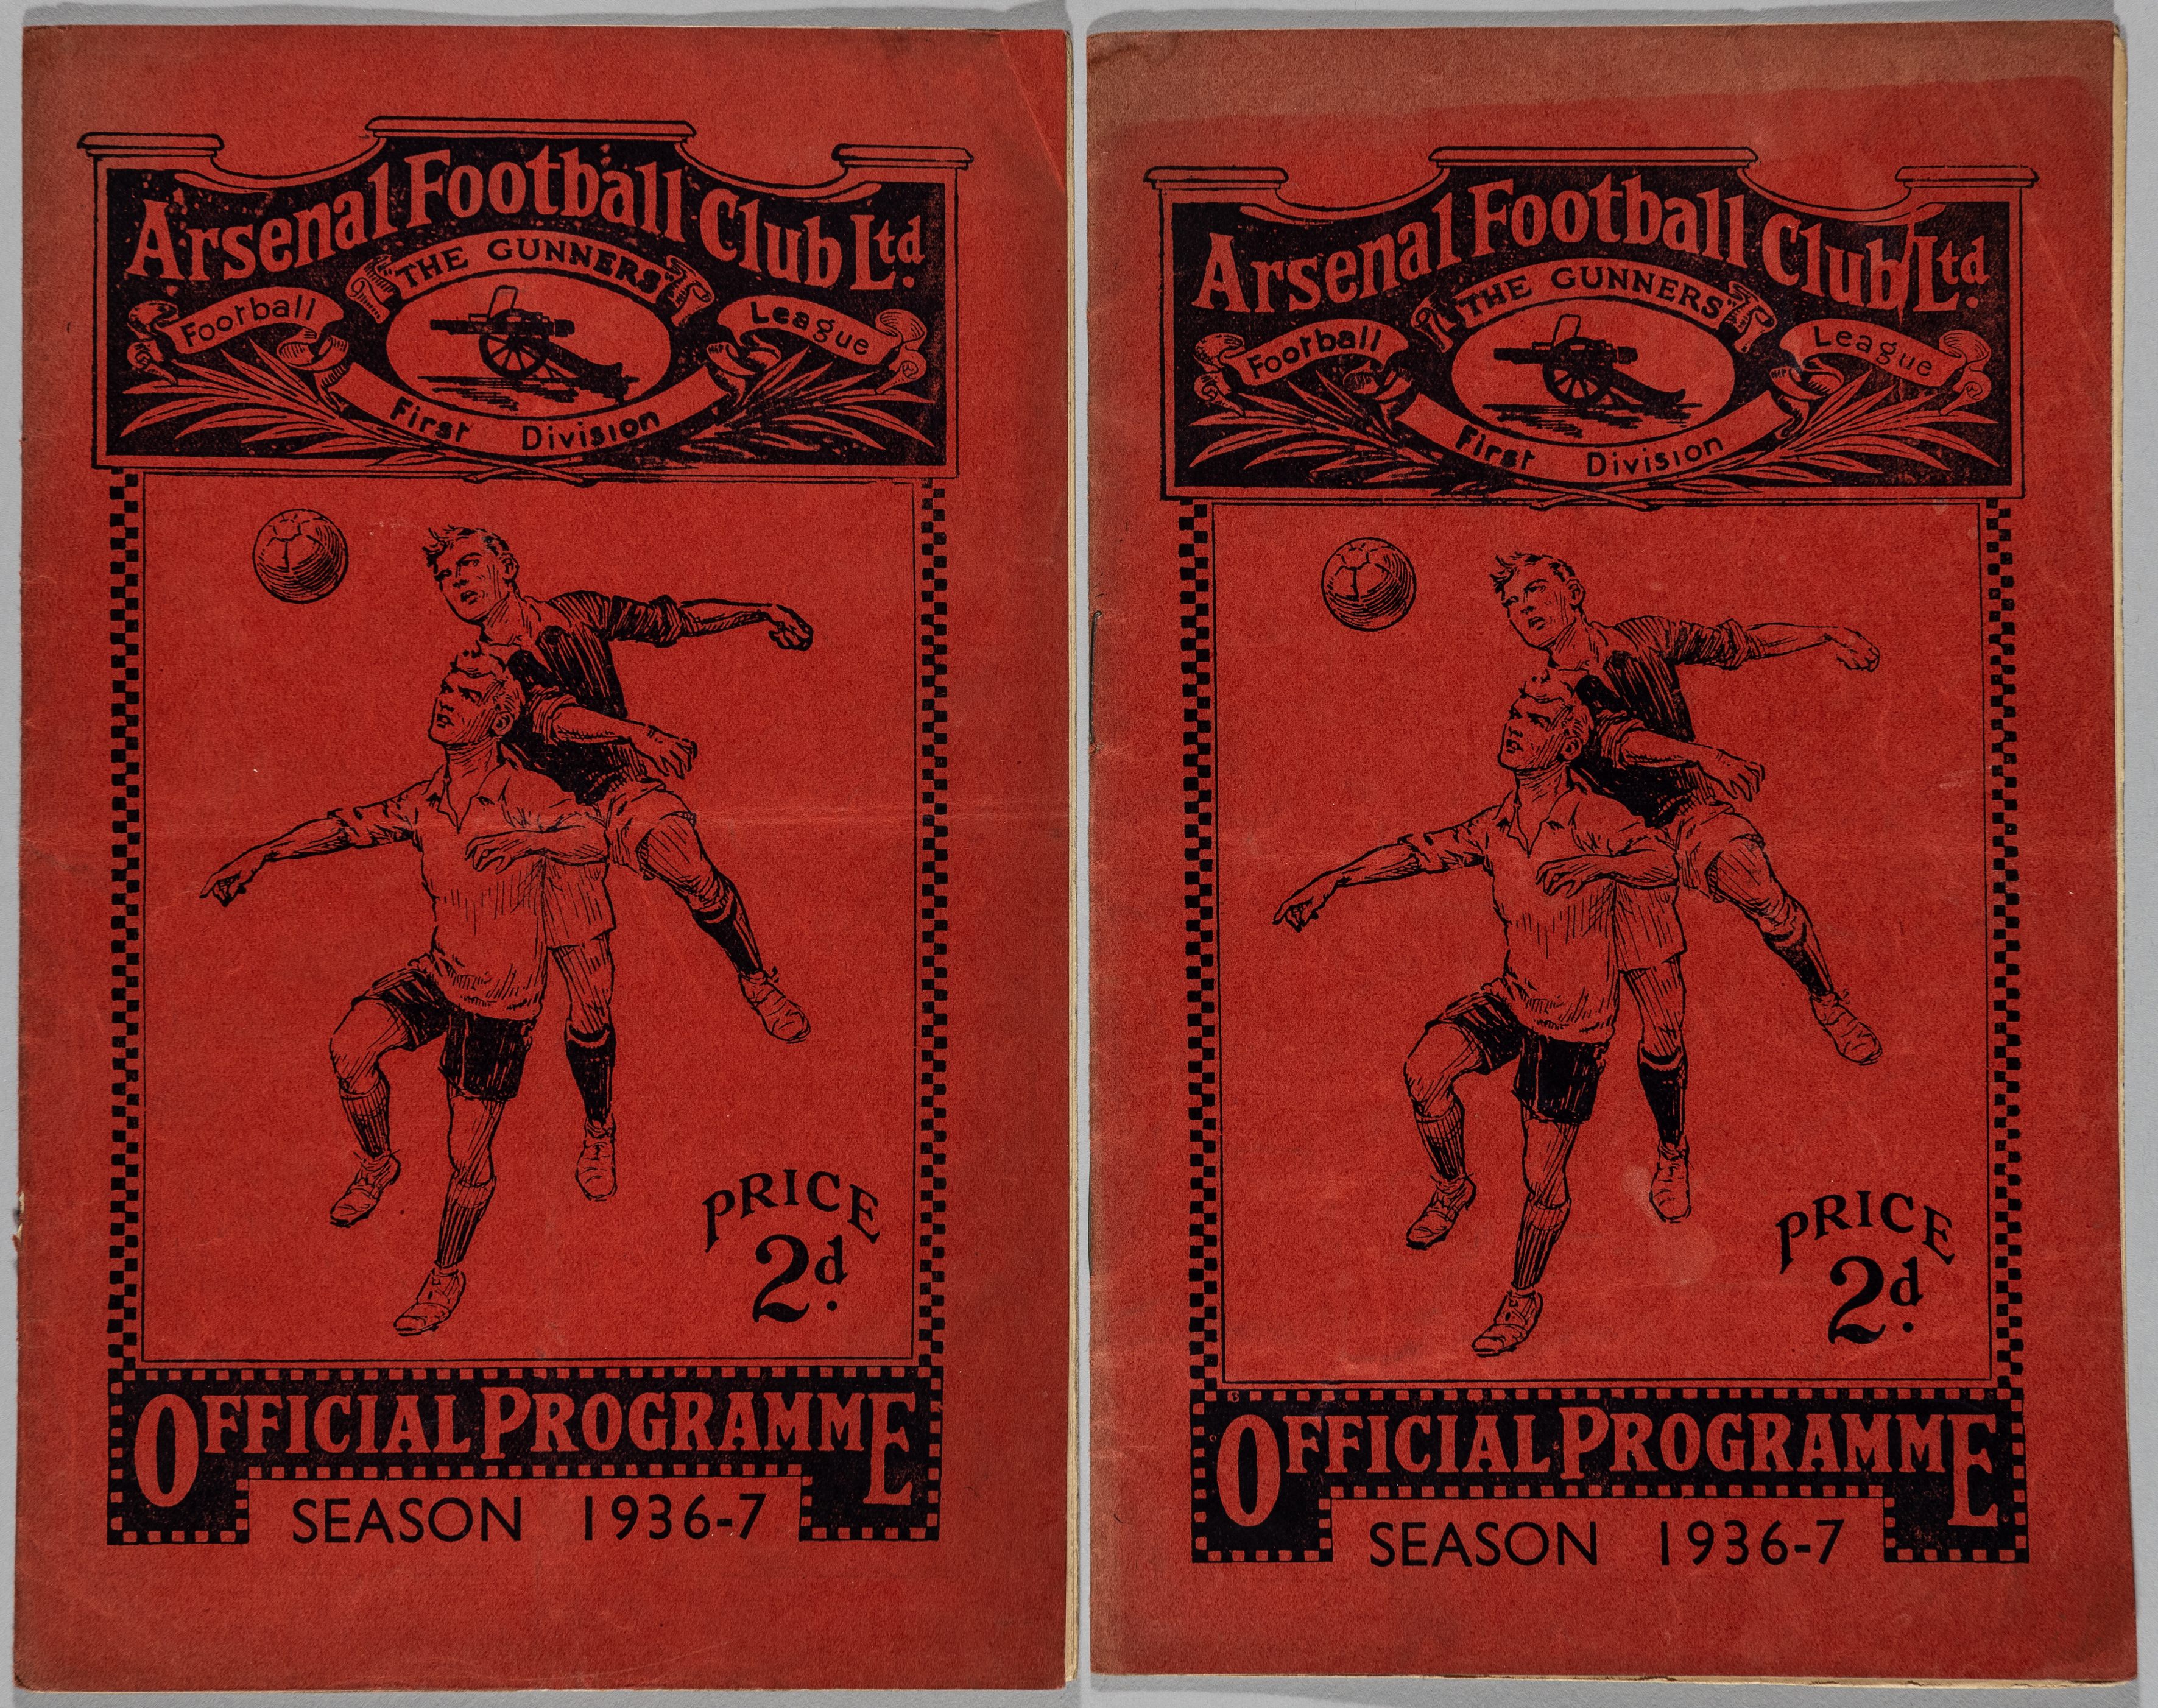 Arsenal Football Club Ltd.
"THE GUNNERS"
Football League
First Division
PRICE
2d.
OFFICIAL PROGRAMME
SEASON 1936-7
Arsenal Football Club Ltd.
"THE GUNNERS"
Football League
First Division
PRICE
2d.
OFFICIAL PROGRAMME
SEASON 1936-7